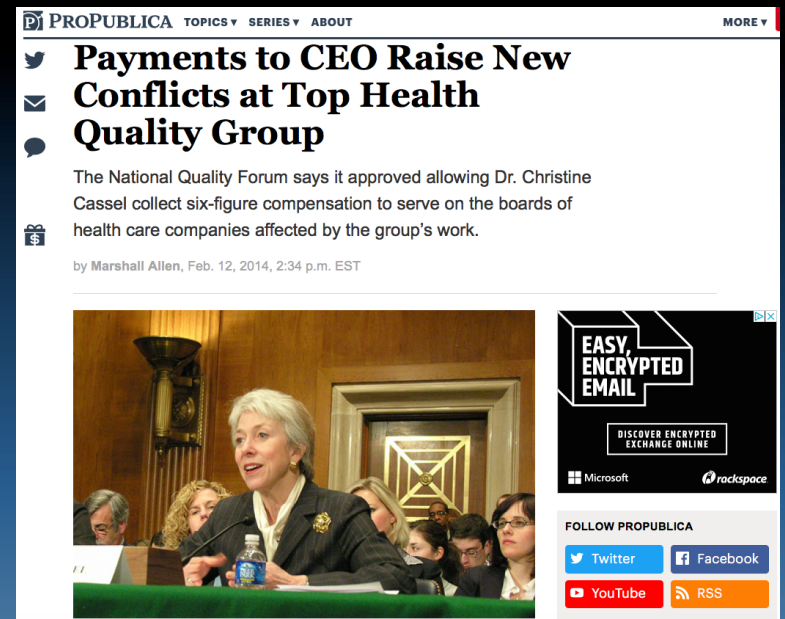 PROPUBLICA TOPICS ▾ SERIES ▾ ABOUT MORE ▾
Payments to CEO Raise New
Conflicts at Top Health
Quality Group
The National Quality Forum says it approved allowing Dr. Christine
Cassel collect six-figure compensation to serve on the boards of
health care companies affected by the group’s work.
by Marshall Allen, Feb. 12, 2014, 2:34 p.m. EST
EASY,
ENCRYPTED
EMAIL
DISCOVER ENCRYPTED
EXCHANGE ONLINE
Microsoft rackspace
FOLLOW PROPUBLICA
Twitter Facebook
YouTube RSS